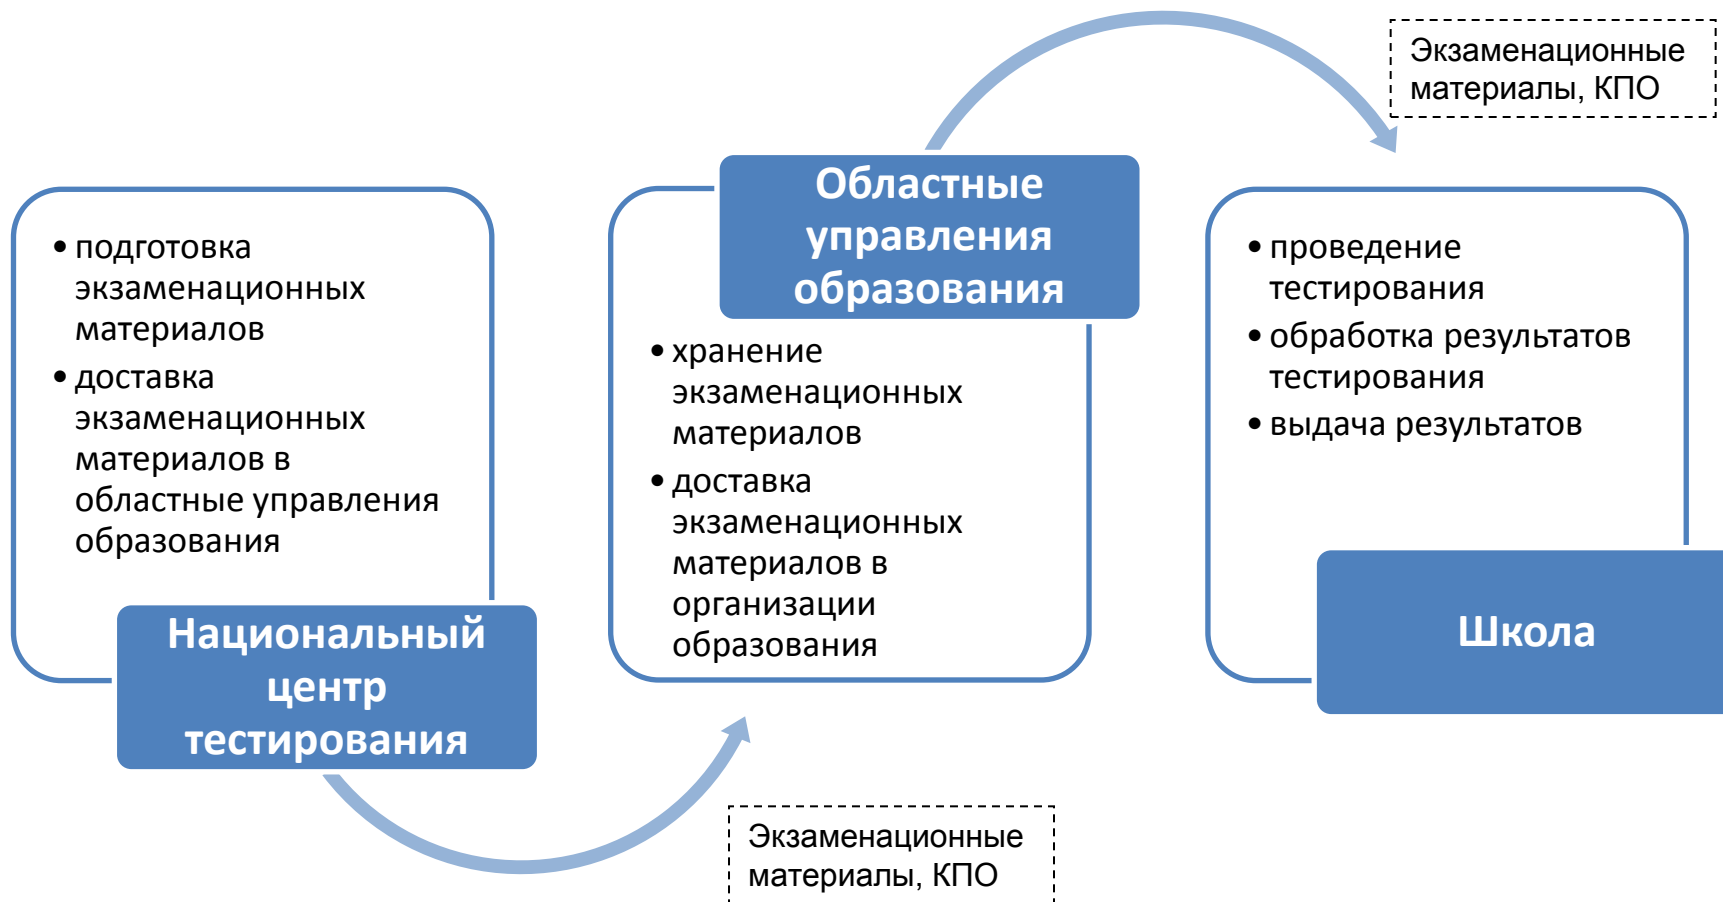 • подготовка
экзаменационных
материалов
• доставка
экзаменационных
материалов в
областные управления
образования
Национальный
центр
тестирования
Экзаменационные
материалы, КПО
Областные
управления
образования
• хранение
экзаменационных
материалов
• доставка
экзаменационных
материалов в
организации
образования
Экзаменационные
материалы, КПО
• проведение
тестирования
• обработка результатов
тестирования
• выдача результатов
Школа